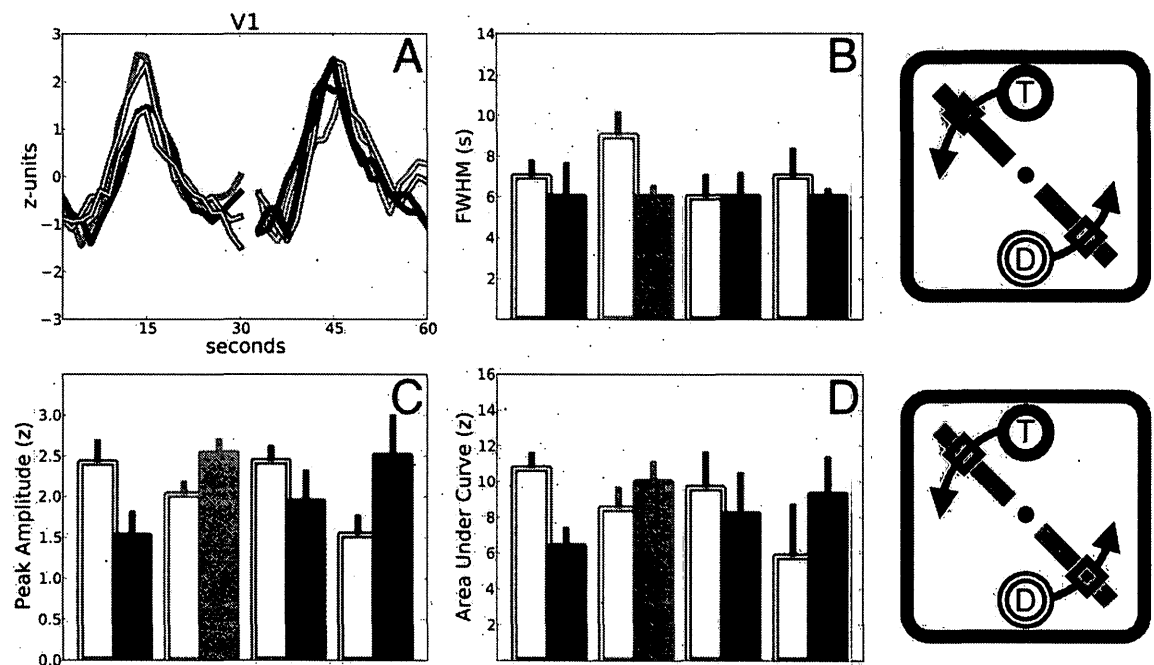 V1
A
z-units
3
2
1
0
−1
−2
−3
15
30
45
60
seconds
B
FWHM (s)
14
12
10
8
6
4
2
T
D
C
Peak Amplitude (z)
3.0
2.5
2.0
1.5
1.0
0.5
0.0
D
Area Under Curve (z)
16
14
12
10
8
6
4
2
T
D